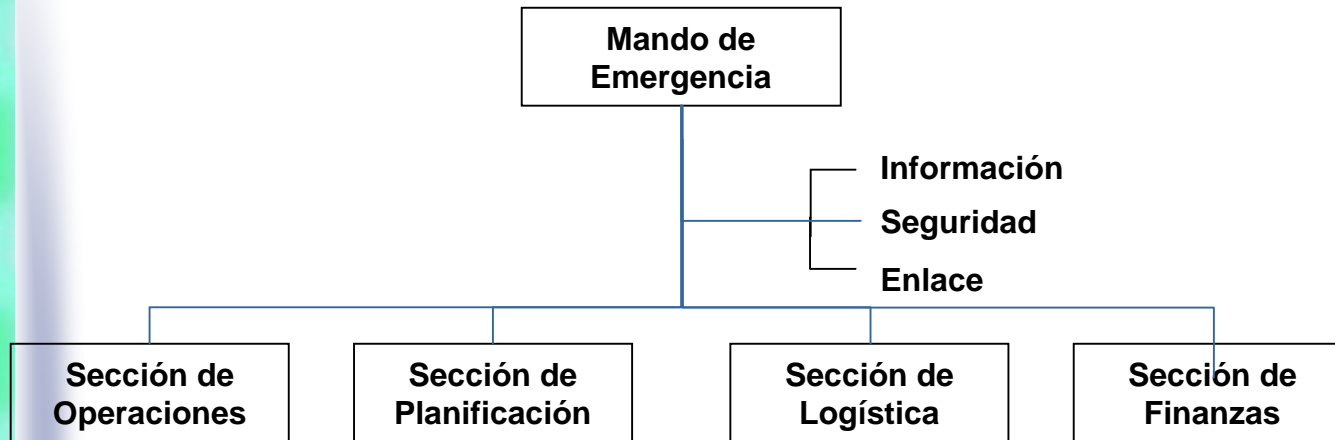 Mando de
Emergencia
Información
Seguridad
Enlace
Sección de
Operaciones
Sección de
Planificación
Sección de
Logística
Sección de
Finanzas